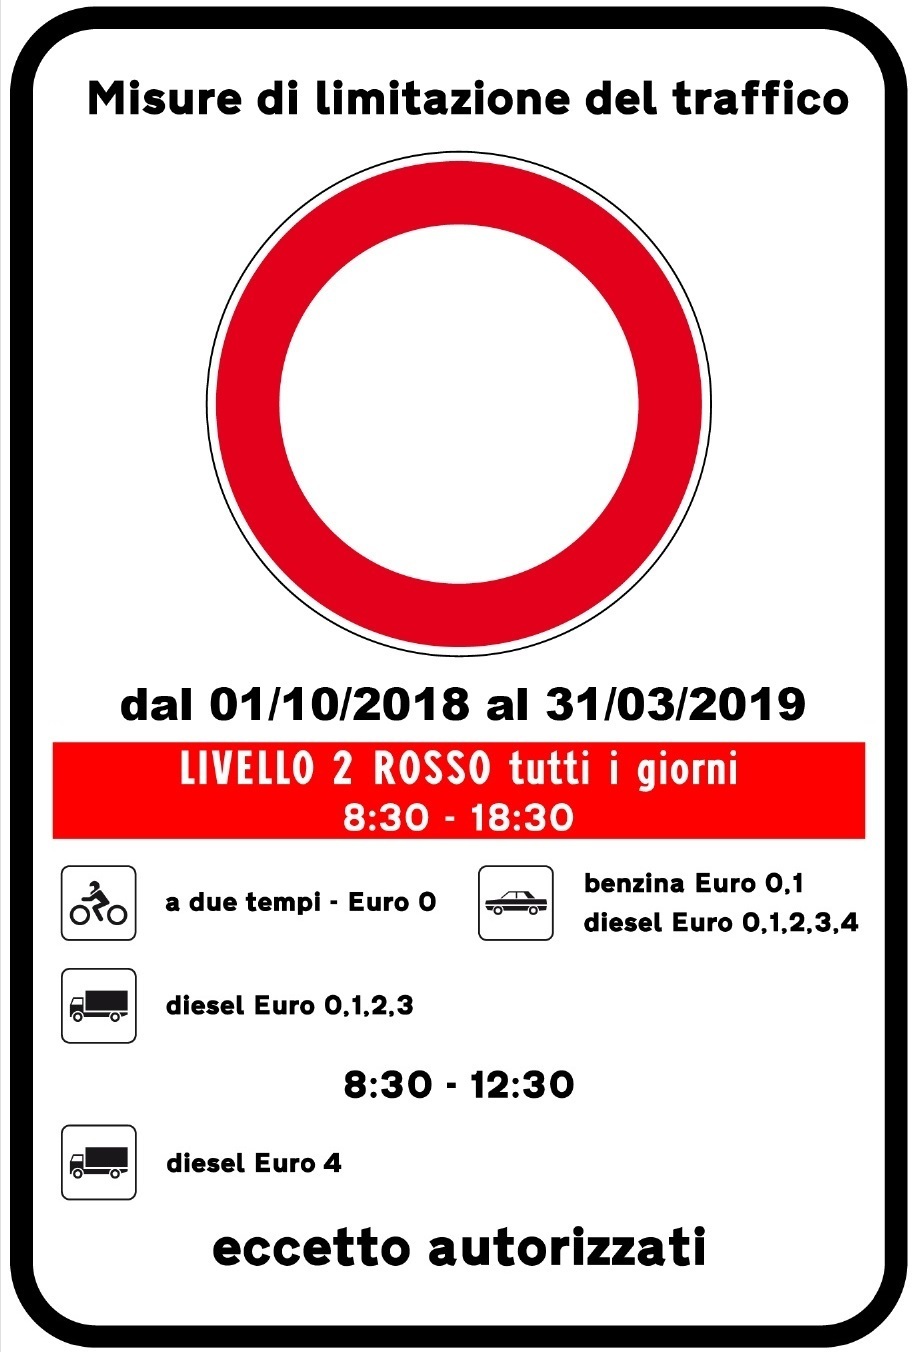 Misure di limitazione del traffico
dal 01/10/2018 al 31/03/2019
LIVELLO 2 ROSSO tutti i giorni
8:30 - 18:30
a due tempi - Euro 0
benzina Euro 0,1
diesel Euro 0,1,2,3,4
diesel Euro 0,1,2,3
8:30 - 12:30
diesel Euro 4
eccetto autorizzati